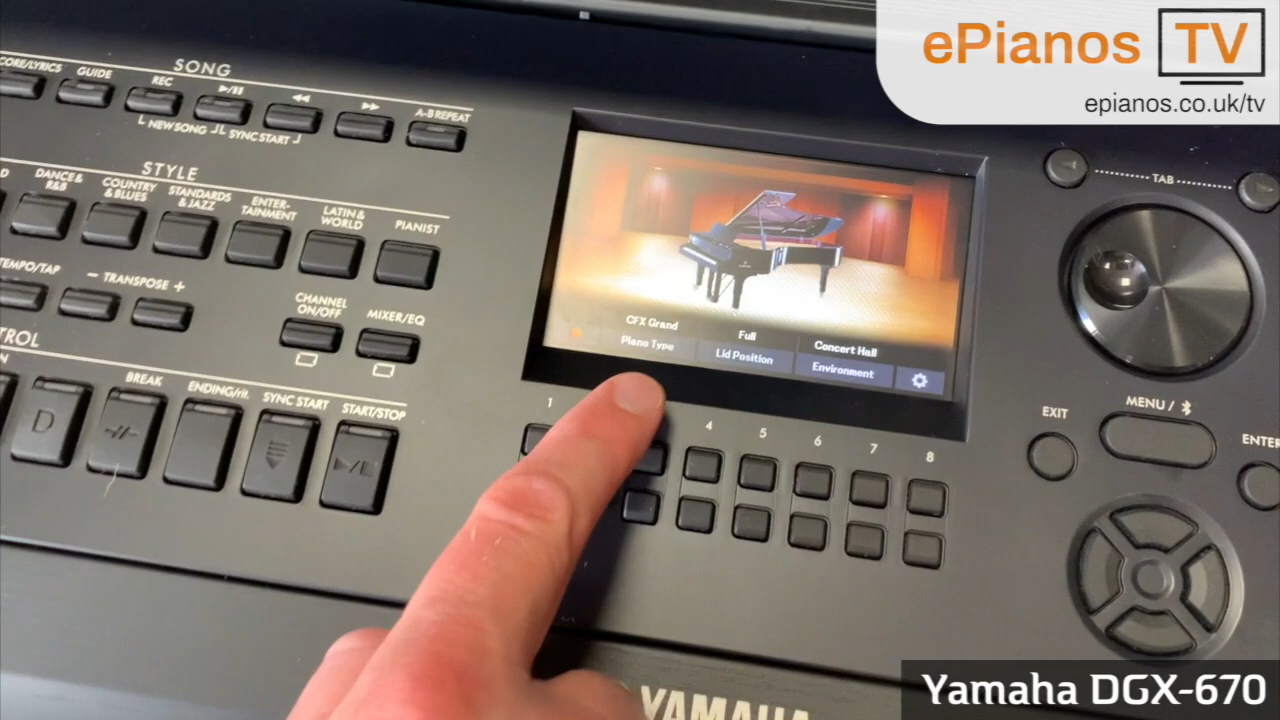 ePianos TV
epianos.co.uk/tv
SONG
GUIDE
REC
A-B REPEAT
NEW SONG
SYNC START
STYLE
DANCE & R&B
COUNTRY & BLUES
STANDARDS & JAZZ
ENTER-TAINMENT
LATIN & WORLD
PIANIST
TEMPO/TAP
− TRANSPOSE +
CHANNEL ON/OFF
MIXER/EQ
D
BREAK
ENDING/rit.
SYNC START
START/STOP
CFX Grand
Full
Concert Hall
Piano Type
Lid Position
Environment
1
4
5
6
7
8
TAB
EXIT
MENU /
ENTER
YAMAHA
Yamaha DGX-670